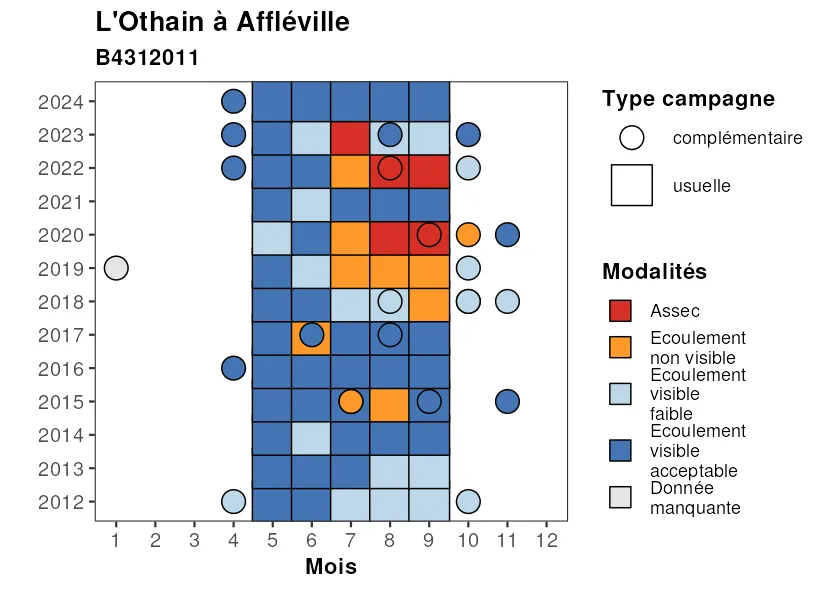 L'Othain à Affléville
B4312011
2024
2023
2022
2021
2020
2019
2018
2017
2016
2015
2014
2013
2012
1 2 3 4 5 6 7 8 9 10 11 12
Mois
Type campagne
complémentaire
usuelle
Modalités
Assec
Ecoulement
non visible
Ecoulement
visible
faible
Ecoulement
visible
acceptable
Donnée
manquante